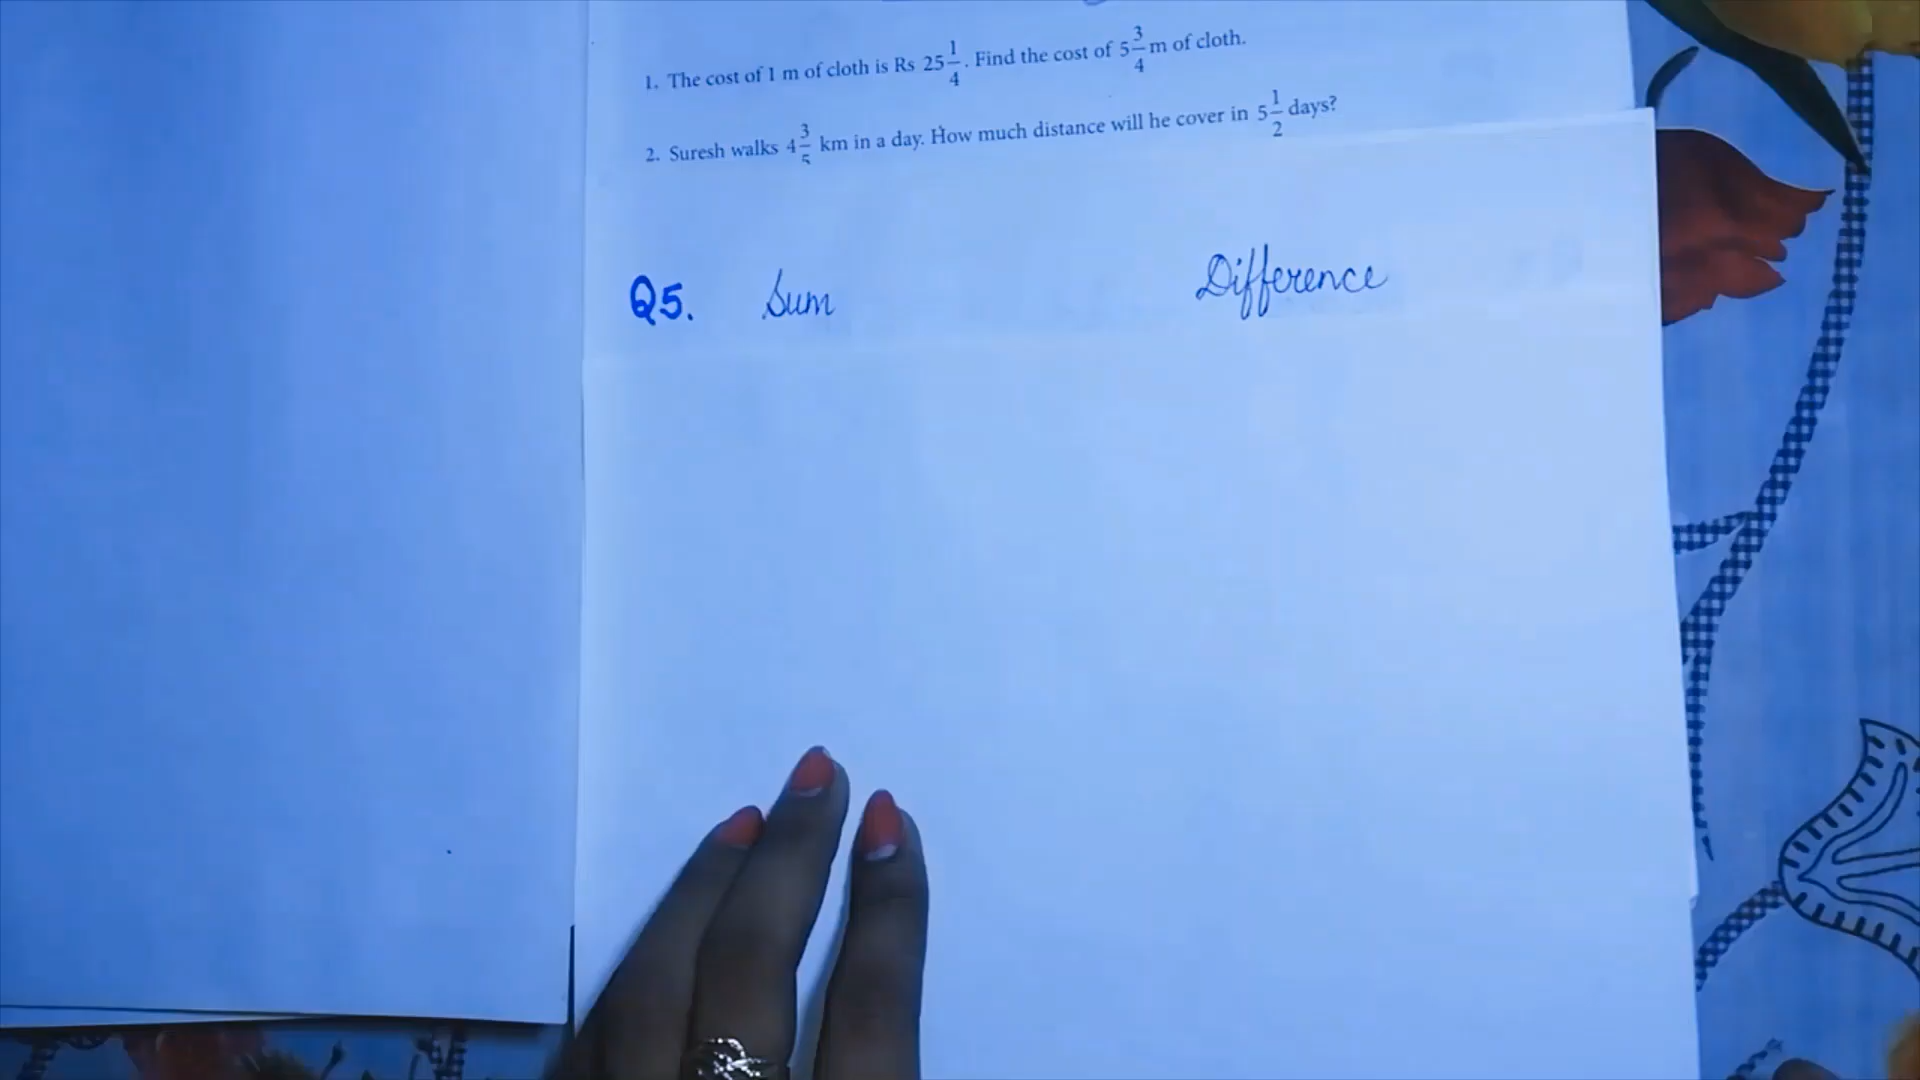 1. The cost of 1 m of cloth is Rs 25 1/4. Find the cost of 5 3/4 m of cloth.
2. Suresh walks 4 3/5 km in a day. How much distance will he cover in 5 1/2 days?
Q5. Sum Difference